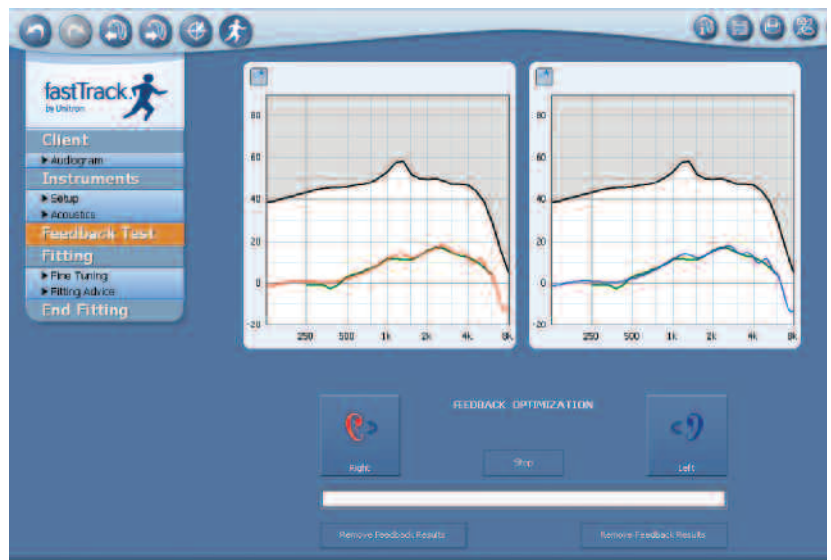 fastTrack.
by Unitron
Client
Audiogram
Instruments
Setup
Acoustics
Feedback Test
Fitting
Fine Tuning
Fitting Advice
End Fitting
80
60
40
20
0
-20
250 500 1k 2k 4k 8k
80
60
40
20
0
-20
250 500 1k 2k 4k 8k
FEEDBACK OPTIMIZATION
Right
Stop
Left
Remove Feedback Results
Remove Feedback Results